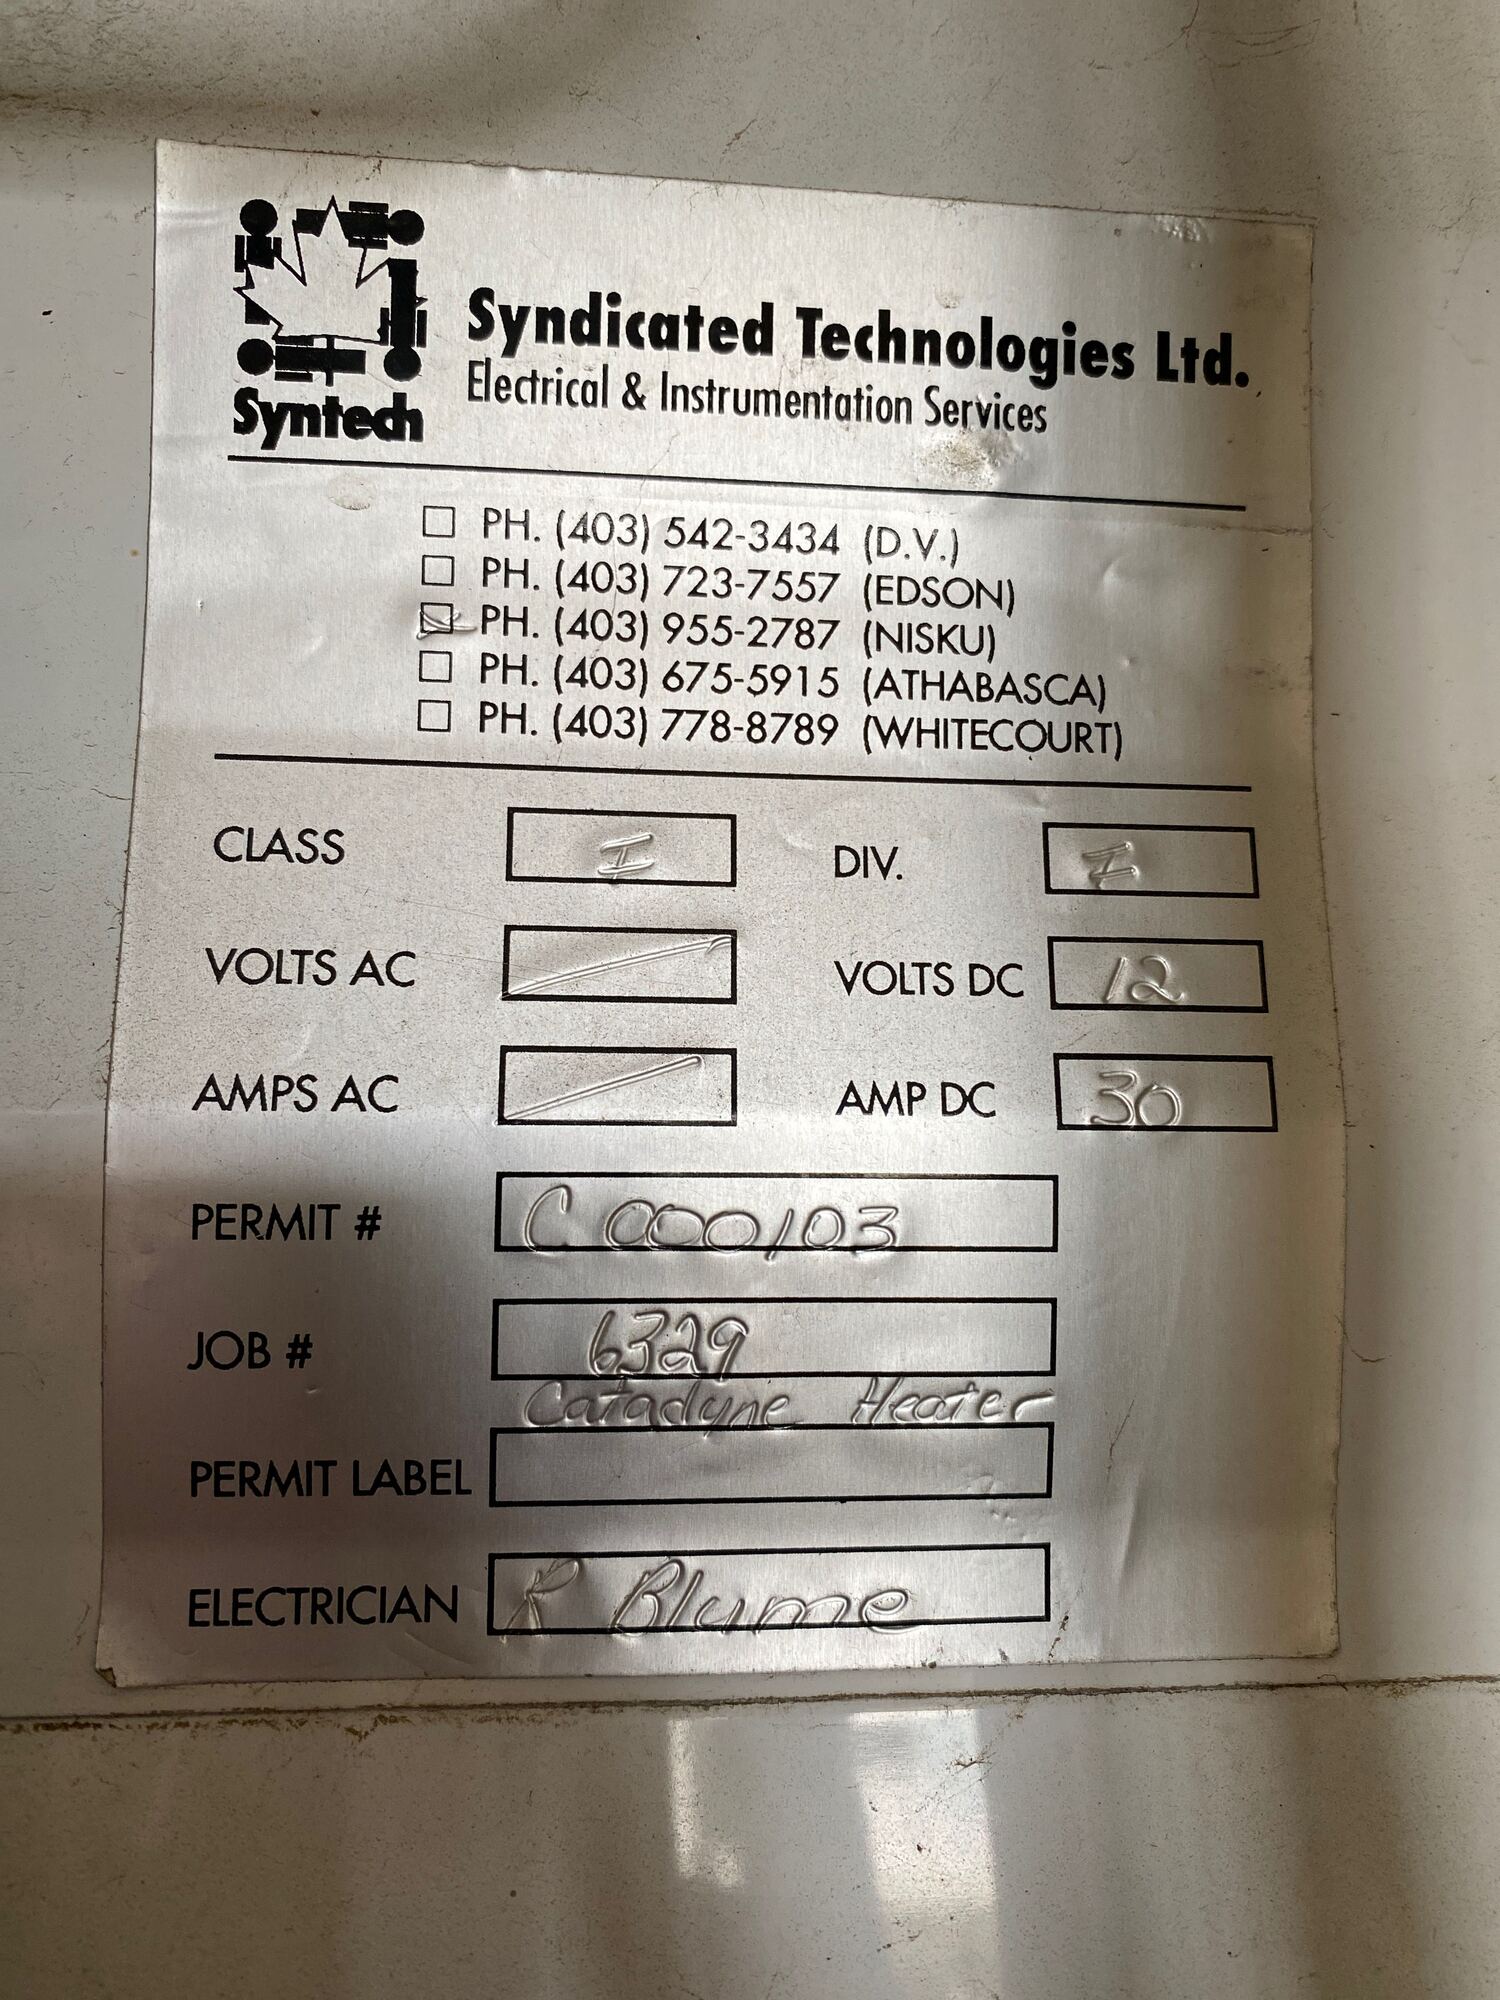 Syntech
Syndicated Technologies Ltd.
Electrical & Instrumentation Services
PH. (403) 542-3434 (D.V.)
PH. (403) 723-7557 (EDSON)
PH. (403) 955-2787 (NISKU)
PH. (403) 675-5915 (ATHABASCA)
PH. (403) 778-8789 (WHITECOURT)
CLASS I DIV. I
VOLTS AC VOLTS DC 12
AMPS AC AMP DC 30
PERMIT # C 000103
JOB # 6329
Catadyne Heater
PERMIT LABEL
ELECTRICIAN R Blume